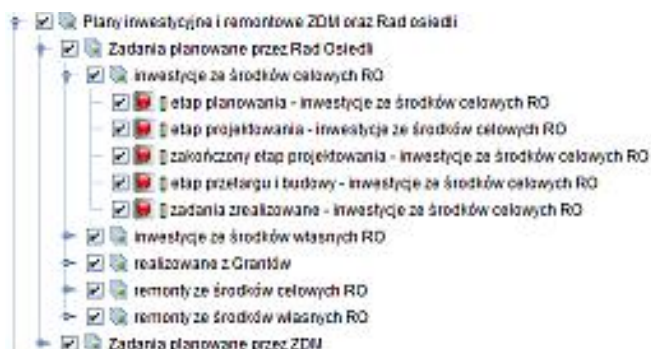 Plany inwestycyjne i remontowe ZDM oraz Rad osiedli
Zadania planowane przez Rad Osiedli
inwestycje ze środków celowych RO
[] etap planowania - inwestycje ze środków celowych RO
[] etap projektowania - inwestycje ze środków celowych RO
[] zakończony etap projektowania - inwestycje ze środków celowych RO
[] etap przetargu i budowy - inwestycje ze środków celowych RO
[] zadania zrealizowane - inwestycje ze środków celowych RO
inwestycje ze środków własnych RO
realizowane z Grantów
remonty ze środków celowych RO
remonty ze środków własnych RO
Zadania planowane przez ZDM